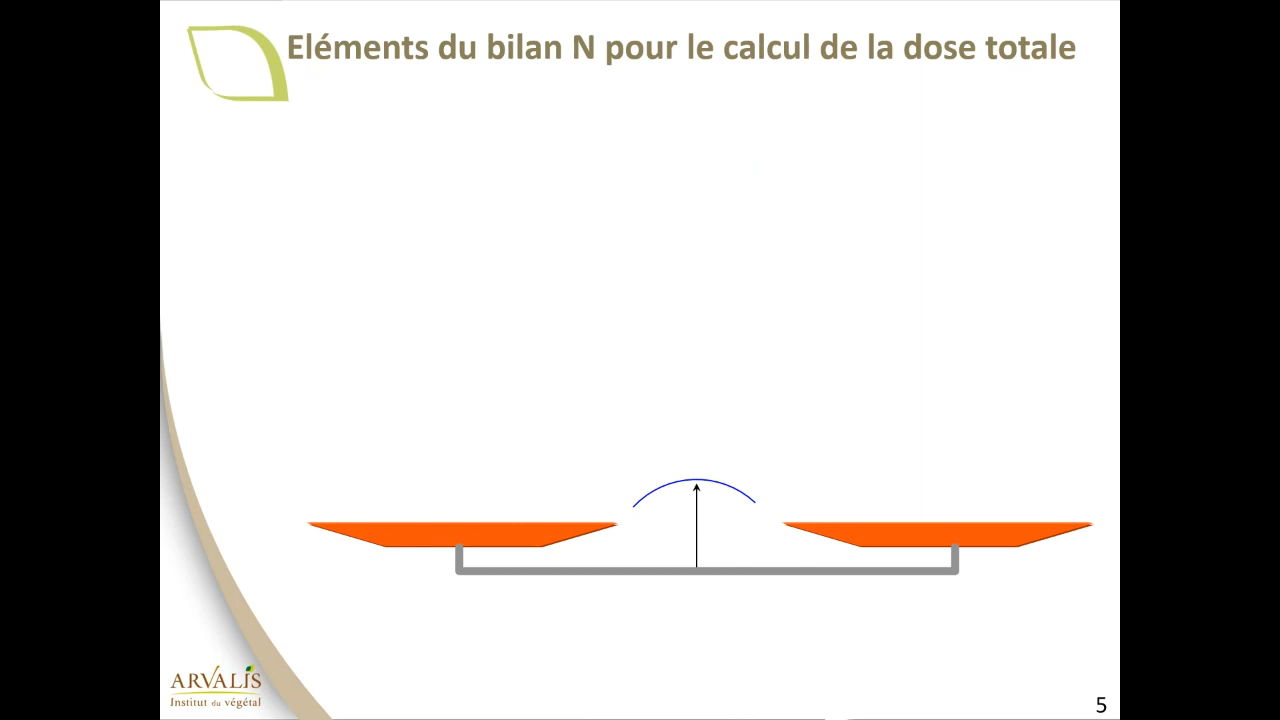 Eléments du bilan N pour le calcul de la dose totale
ARVALIS
Institut du végétal
5